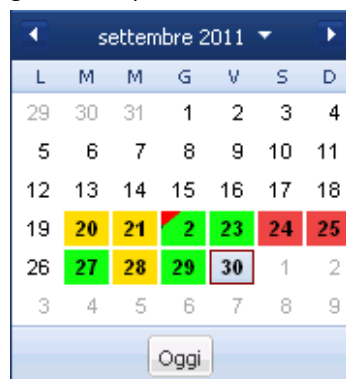 settembre 2011
L M M G V S D
29 30 31 1 2 3 4
5 6 7 8 9 10 11
12 13 14 15 16 17 18
19 20 21 2 23 24 25
26 27 28 29 30 1 2
3 4 5 6 7 8 9
Oggi